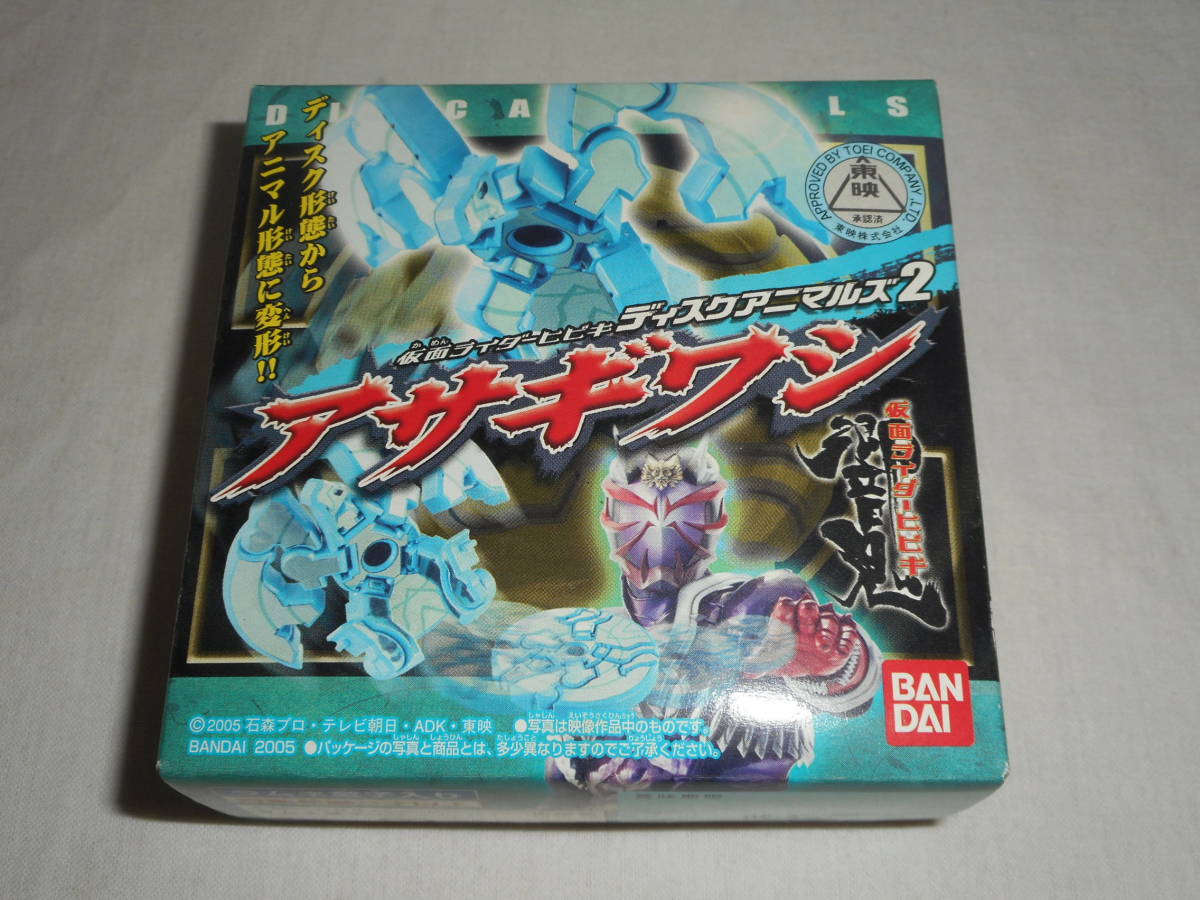 ディスク形態から
アニマル形態に変形!!
APPROVED BY TOEI COMPANY,LTD.
東映
承認済
東映株式会社
仮面ライダーヒビキ ディスクアニマルズ2
アサギワシ
仮面ライダーヒビキ
響鬼
BAN
DAI
©2005 石森プロ・テレビ朝日・ADK・東映 ●写真は映像作品中のものです。
BANDAI 2005 ●パッケージの写真と商品とは、多少異なりますのでご了承ください。